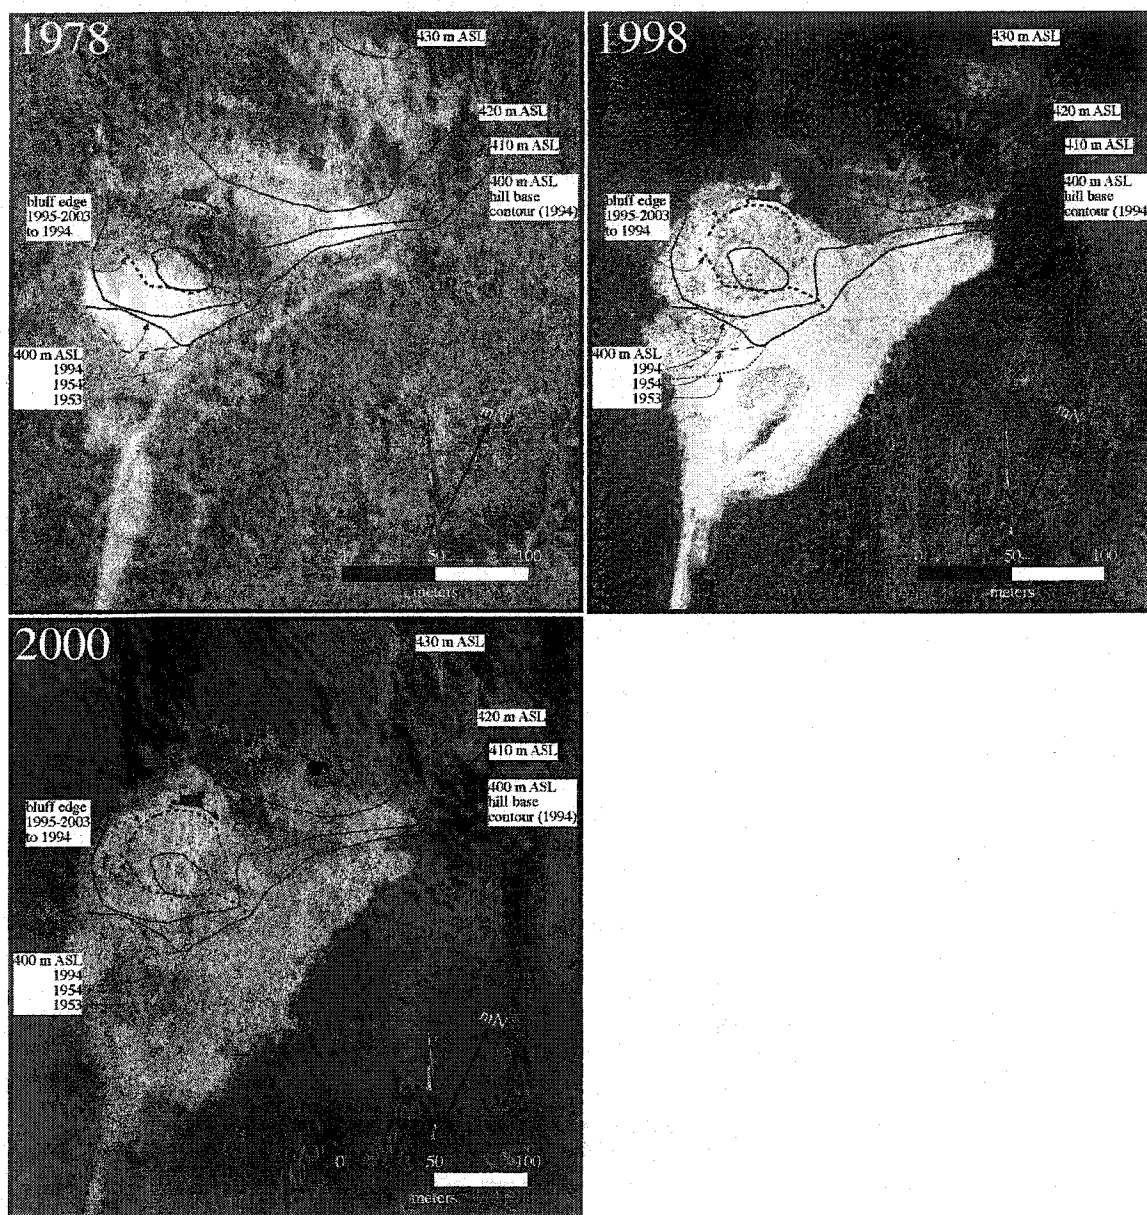 1978
430 m ASL
420 m ASL
410 m ASL
400 m ASL
hill base
contour (1994)
bluff edge
1995-2003
to 1994
400 m ASL
1994
1954
1953
mN
50
100
meters
1998
430 m ASL
420 m ASL
410 m ASL
400 m ASL
hill base
contour (1994
bluff edge
1995-2003
to 1994
400 m ASL
1994
1954
1953
mN
50
100
meters
2000
430 m ASL
420 m ASL
410 m ASL
400 m ASL
hill base
contour (1994)
bluff edge
1995-2003
to 1994
400 m ASL
1994
1954
1953
mN
0
50
100
meters